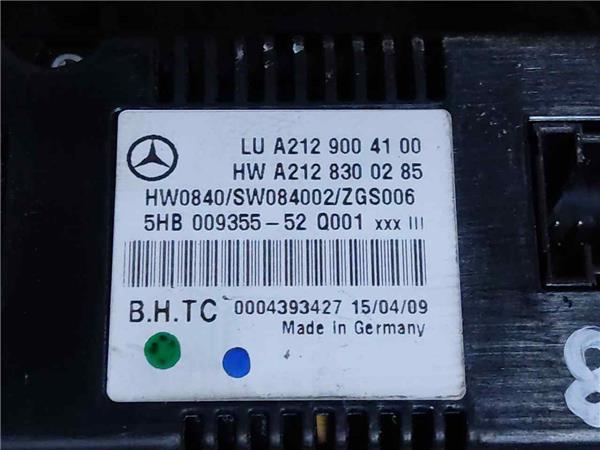 LU A212 900 41 00
HW A212 830 02 85
HW0840/SW084002/ZGS006
5HB 009355-52 Q001 xxx III
B.H.TC 0004393427 15/04/09
Made in Germany
8